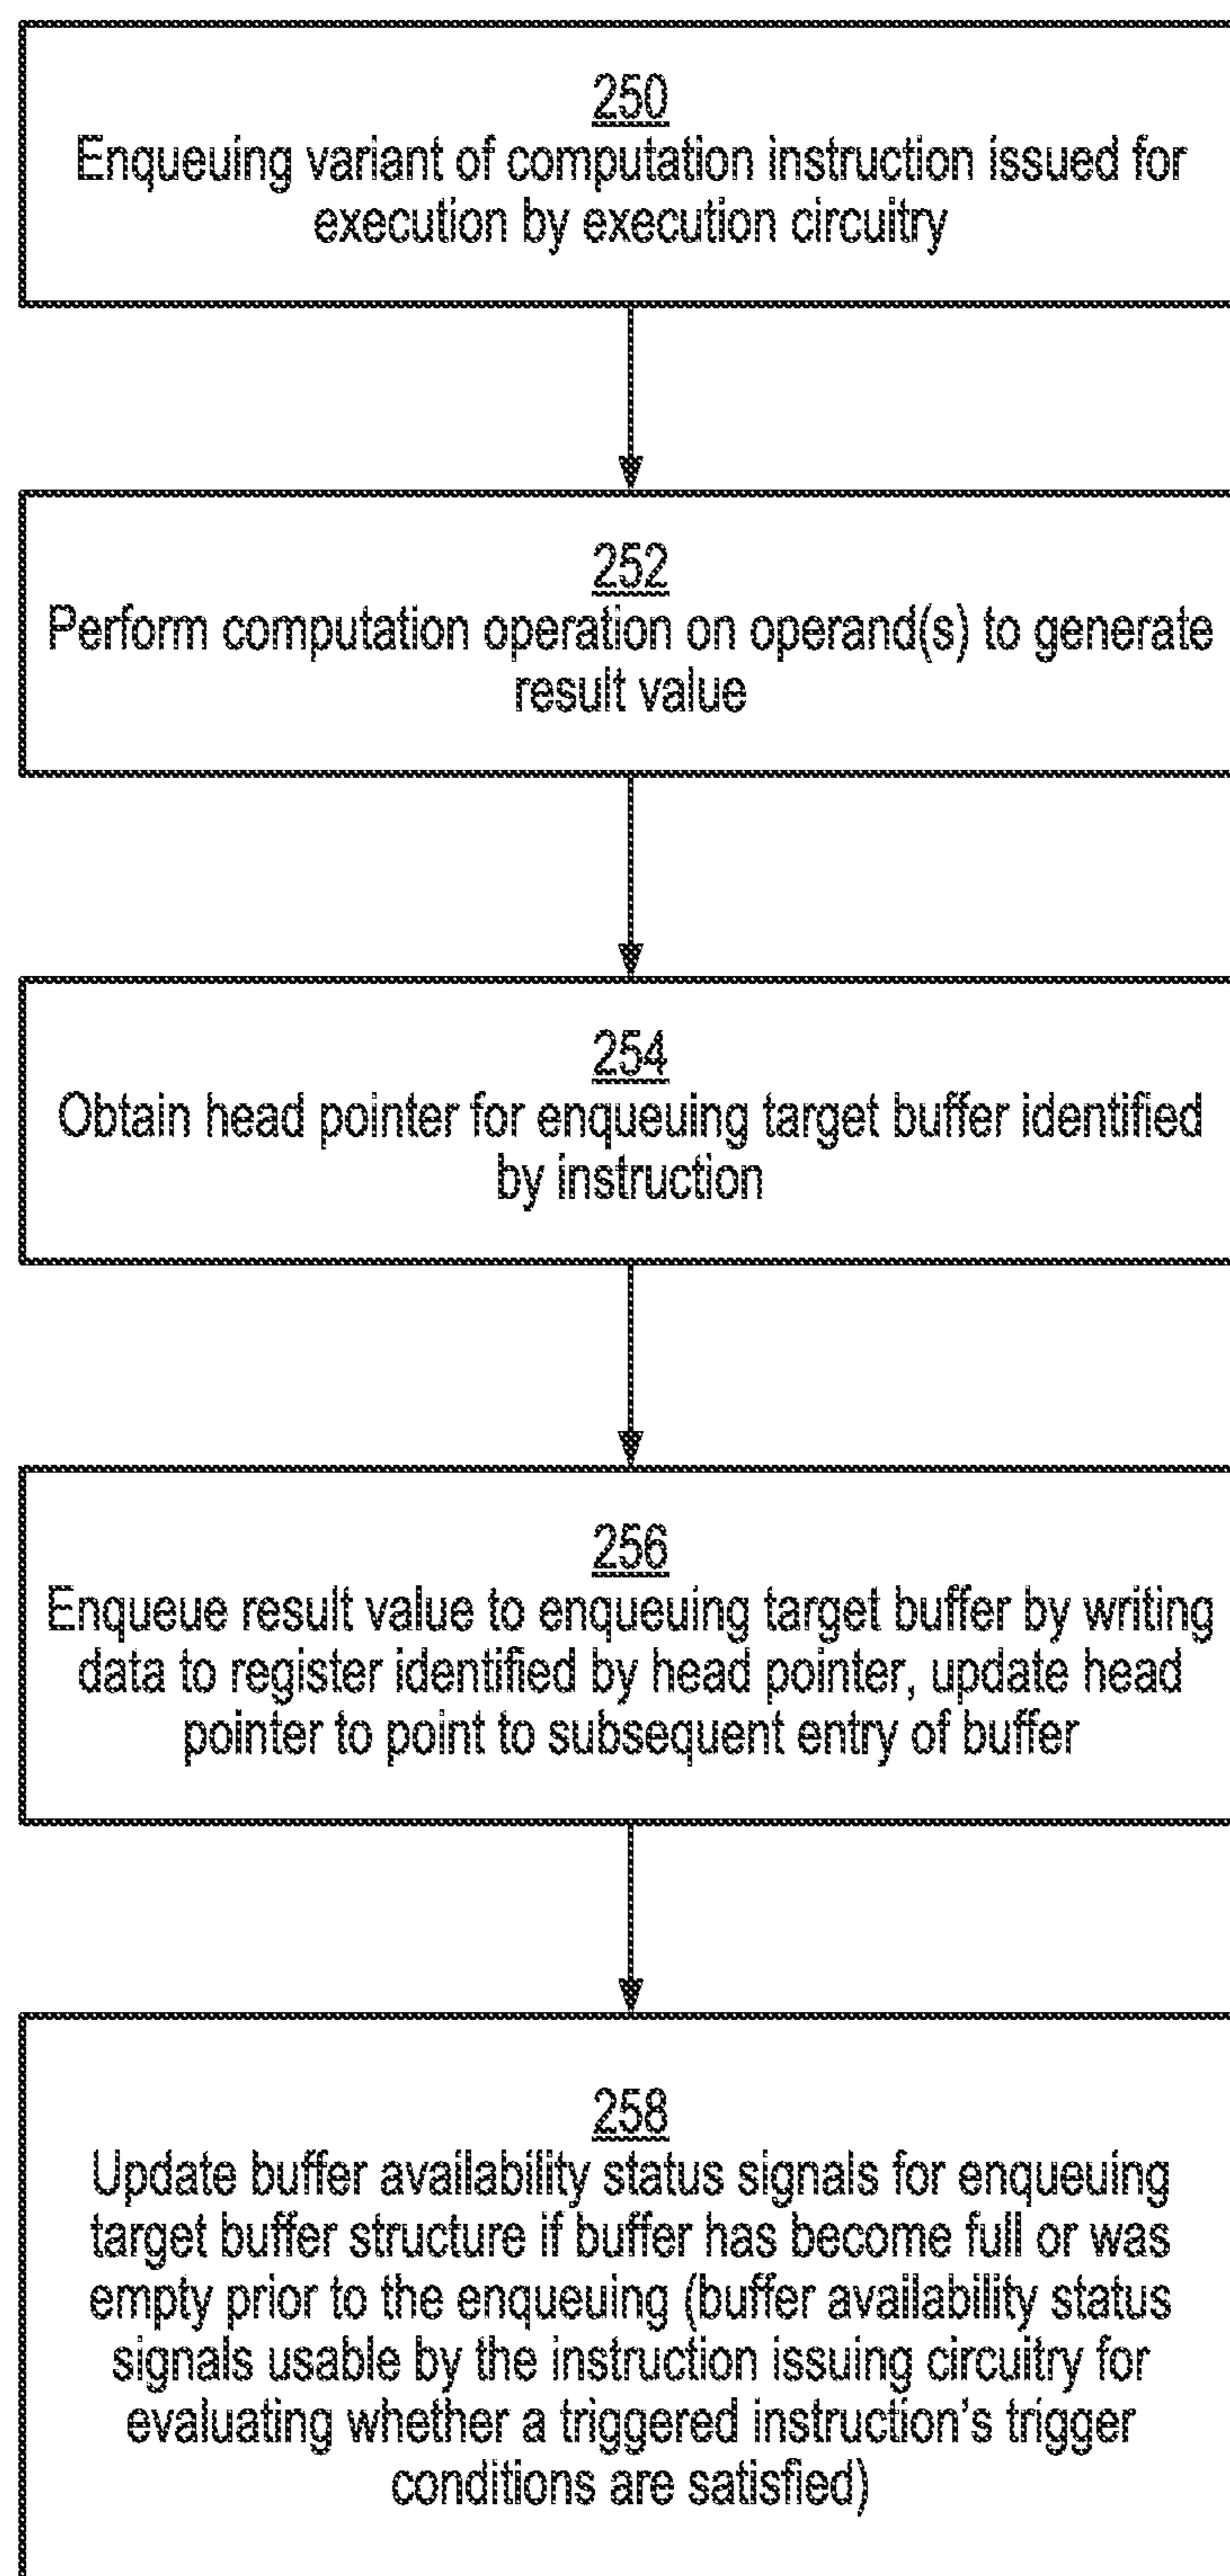 250
Enqueuing variant of computation instruction issued for
execution by execution circuitry
252
Perform computation operation on operand(s) to generate
result value
254
Obtain head pointer for enqueuing target buffer identified
by instruction
256
Enqueue result value to enqueuing target buffer by writing
data to register identified by head pointer, update head
pointer to point to subsequent entry of buffer
258
Update buffer availability status signals for enqueuing
target buffer structure if buffer has become full or was
empty prior to the enqueuing (buffer availability status
signals usable by the instruction issuing circuitry for
evaluating whether a triggered instruction's trigger
conditions are satisfied)